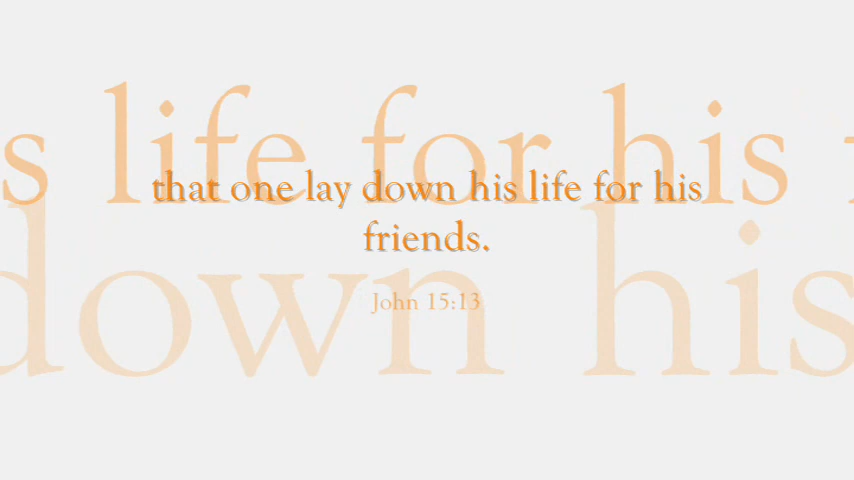 s life for his
that one lay down his life for his
friends.
down his
John 15:13